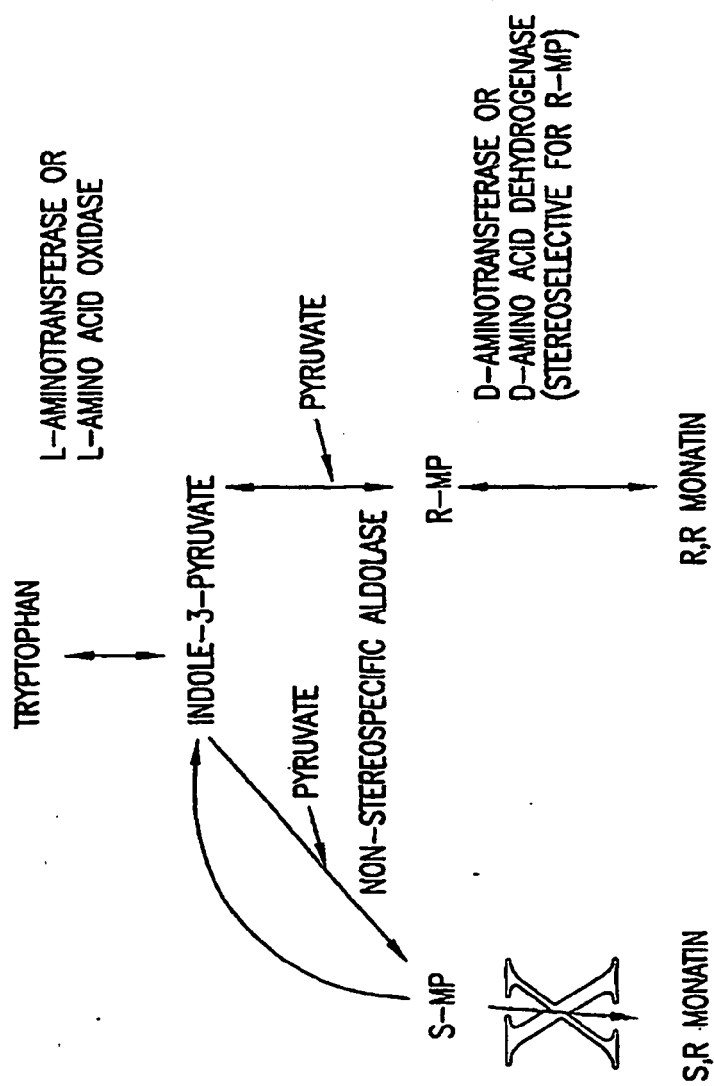 TRYPTOPHAN
L-AMINOTRANSFERASE OR
L-AMINO ACID OXIDASE
INDOLE-3-PYRUVATE
PYRUVATE
PYRUVATE
NON-STEREOSPECIFIC ALDOLASE
S-MP
R-MP
D-AMINOTRANSFERASE OR
D-AMINO ACID DEHYDROGENASE
(STEREOSELECTIVE FOR R-MP)
X
S,R MONATIN
R,R MONATIN